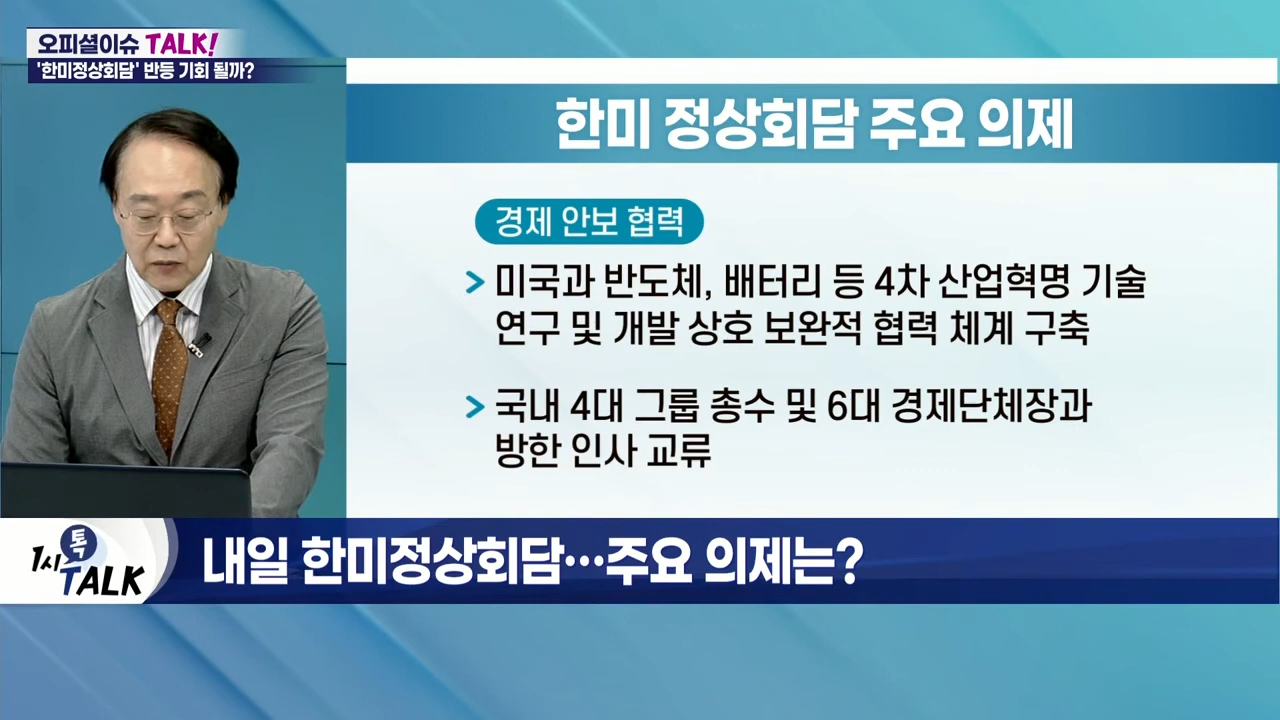 오피셜이슈 TALK!
'한미정상회담' 반등 기회 될까?
한미 정상회담 주요 의제
경제 안보 협력
> 미국과 반도체, 배터리 등 4차 산업혁명 기술
연구 및 개발 상호 보완적 협력 체계 구축
> 국내 4대 그룹 총수 및 6대 경제단체장과
방한 인사 교류
1시 톡 TALK
내일 한미정상회담…주요 의제는?